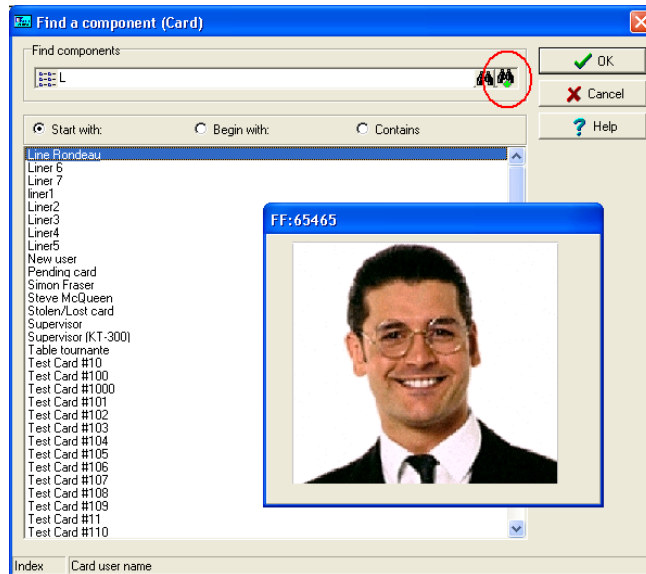 Find a component (Card)
Find components
L
OK
Cancel
Help
Start with:
Begin with:
Contains
Line Rondeau
Liner 6
Liner 7
liner1
Liner2
Liner3
Liner4
Liner5
New user
Pending card
Simon Fraser
Steve McQueen
Stolen/Lost card
Supervisor
Supervisor (KT-300)
Table tournante
Test Card #10
Test Card #100
Test Card #1000
Test Card #101
Test Card #102
Test Card #103
Test Card #104
Test Card #105
Test Card #106
Test Card #107
Test Card #108
Test Card #109
Test Card #11
Test Card #110
FF:65465
Index
Card user name